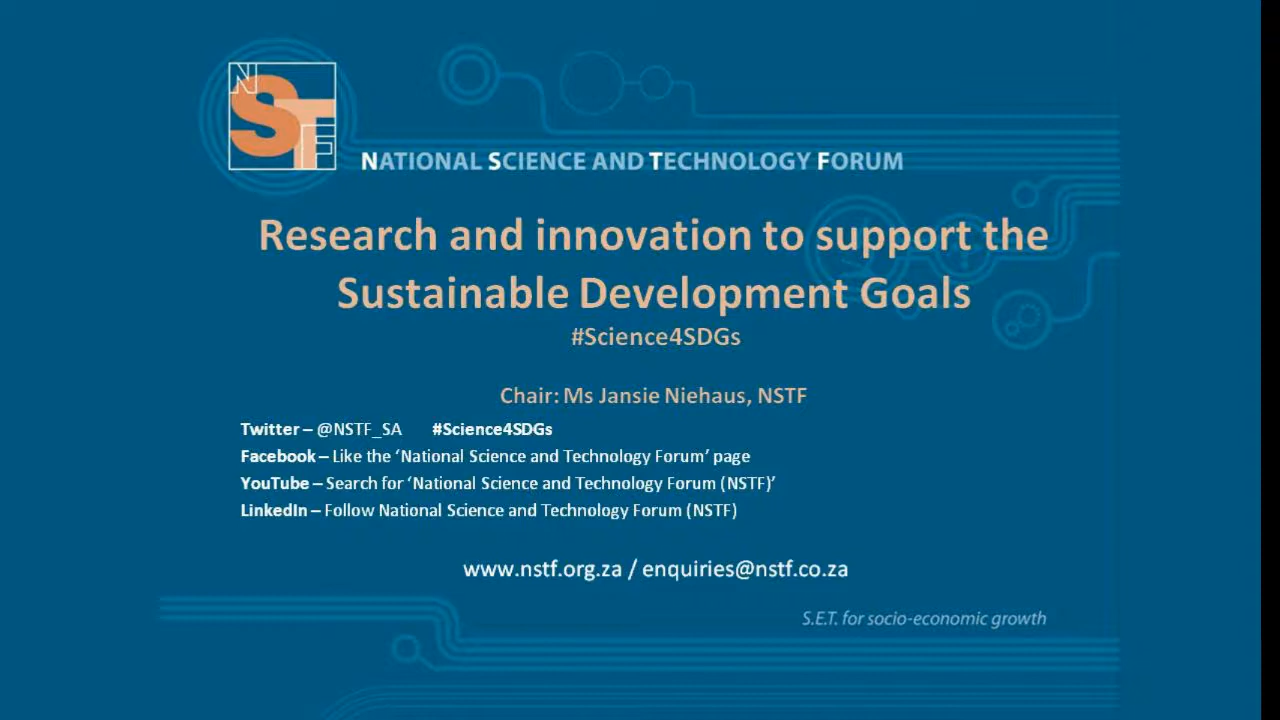 NSTF
NATIONAL SCIENCE AND TECHNOLOGY FORUM
Research and innovation to support the
Sustainable Development Goals
#Science4SDGs
Chair: Ms Jansie Niehaus, NSTF
Twitter – @NSTF_SA #Science4SDGs
Facebook – Like the ‘National Science and Technology Forum’ page
YouTube – Search for ‘National Science and Technology Forum (NSTF)’
LinkedIn – Follow National Science and Technology Forum (NSTF)
www.nstf.org.za / enquiries@nstf.co.za
S.E.T. for socio-economic growth